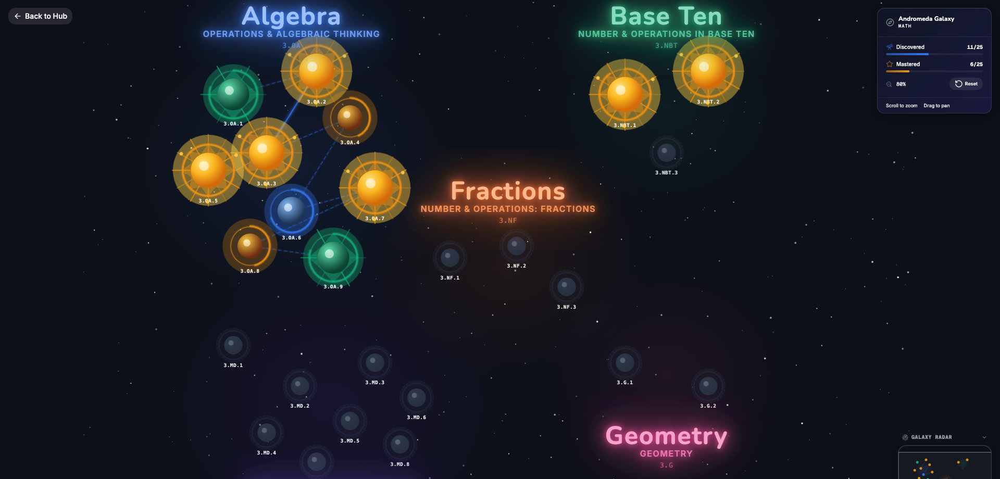 Back to Hub
Algebra
OPERATIONS & ALGEBRAIC THINKING
3.OA
Base Ten
NUMBER & OPERATIONS IN BASE TEN
3.NBT
Andromeda Galaxy
MATH
Discovered 11/25
Mastered 6/25
80% Reset
Scroll to zoom Drag to pan
3.OA.2
3.NBT.2
3.OA.1
3.NBT.1
3.OA.4
3.NBT.3
3.OA.3
3.OA.5
3.OA.7
Fractions
NUMBER & OPERATIONS: FRACTIONS
3.NF
3.OA.6
3.OA.8
3.NF.2
3.NF.1
3.OA.9
3.NF.3
3.MD.1
3.MD.3
3.G.1
3.MD.2
3.G.2
3.MD.6
3.MD.5
3.MD.4
3.MD.8
Geometry
GEOMETRY
3.G
GALAXY RADAR